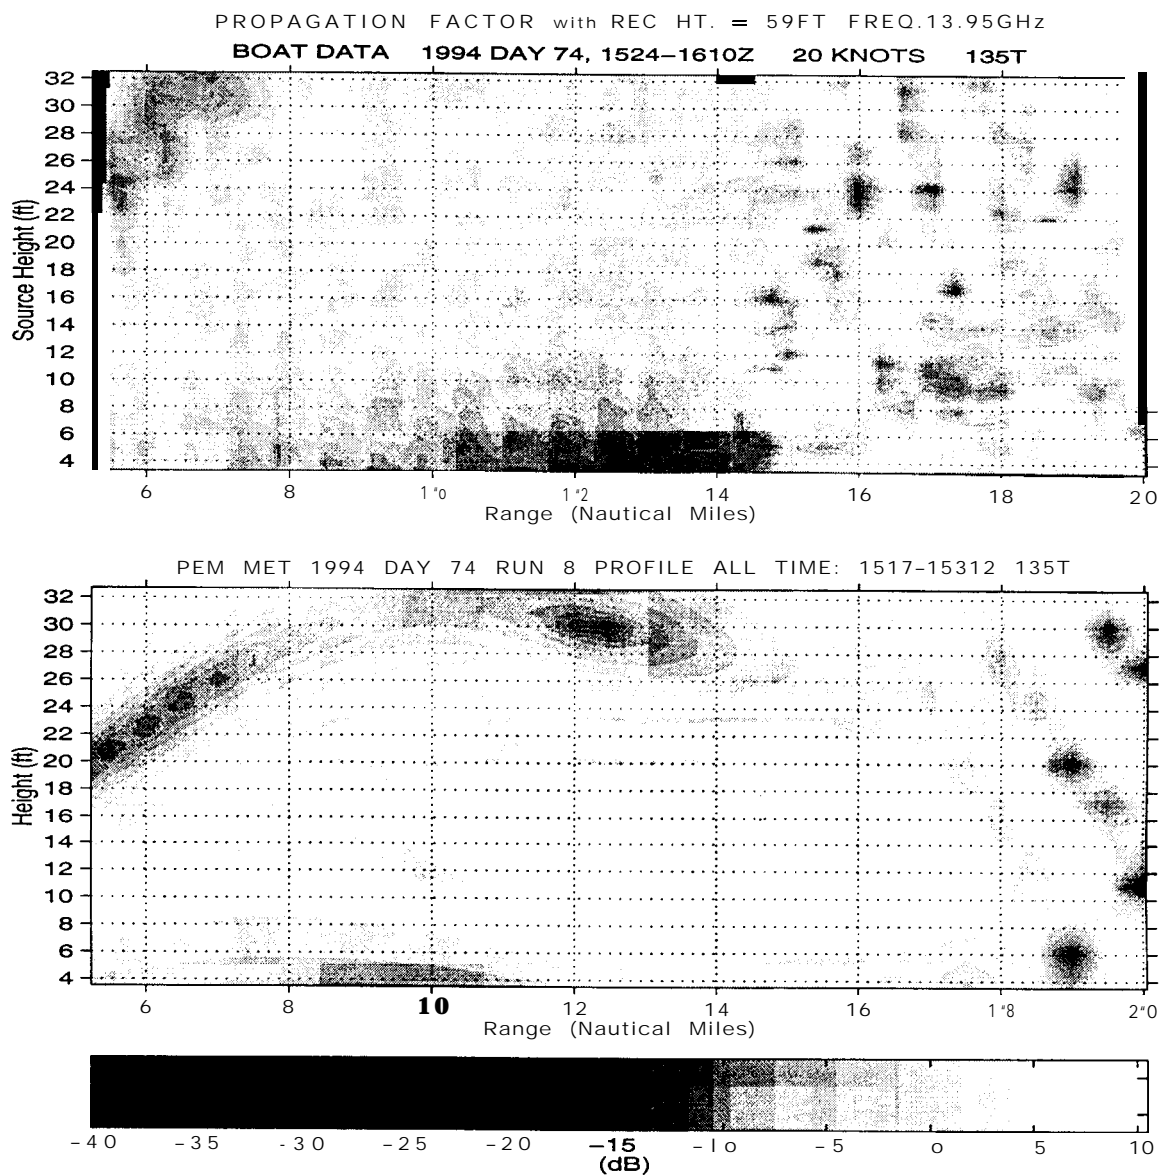 PROPAGATION FACTOR with REC HT. = 59FT FREQ.13.95GHz
BOAT DATA 1994 DAY 74, 1524-1610Z 20 KNOTS 135T
32
30
28
26
24
22
20
18
16
14
12
10
8
6
4
Source Height (ft)
6 8 1"0 1"2 14 16 18 20
Range (Nautical Miles)
PEM MET 1994 DAY 74 RUN 8 PROFILE ALL TIME: 1517-15312 135T
32
30
28
26
24
22
20
18
16
14
12
10
8
6
4
Height (ft)
6 8 10 12 14 16 1"8 2"0
Range (Nautical Miles)
-40 -35 -30 -25 -20 -15 -lo -5 0 5 10
(dB)